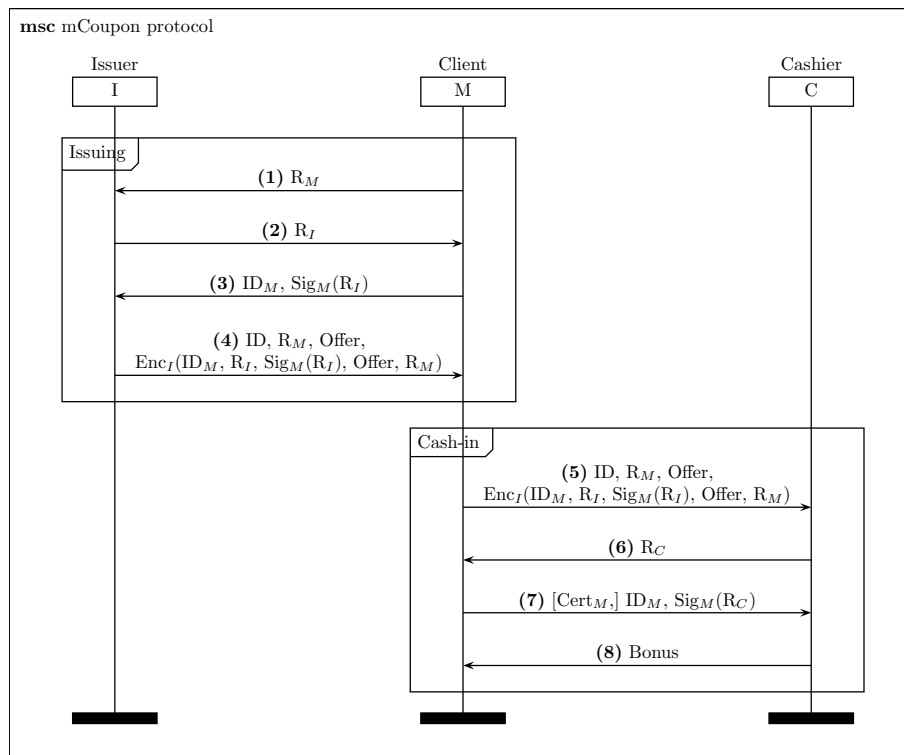 msc mCoupon protocol
Issuer
Client
Cashier
I
M
C
Issuing
(1) R_M
(2) R_I
(3) ID_M, Sig_M(R_I)
(4) ID, R_M, Offer,
Enc_I(ID_M, R_I, Sig_M(R_I), Offer, R_M)
Cash-in
(5) ID, R_M, Offer,
Enc_I(ID_M, R_I, Sig_M(R_I), Offer, R_M)
(6) R_C
(7) [Cert_M,] ID_M, Sig_M(R_C)
(8) Bonus